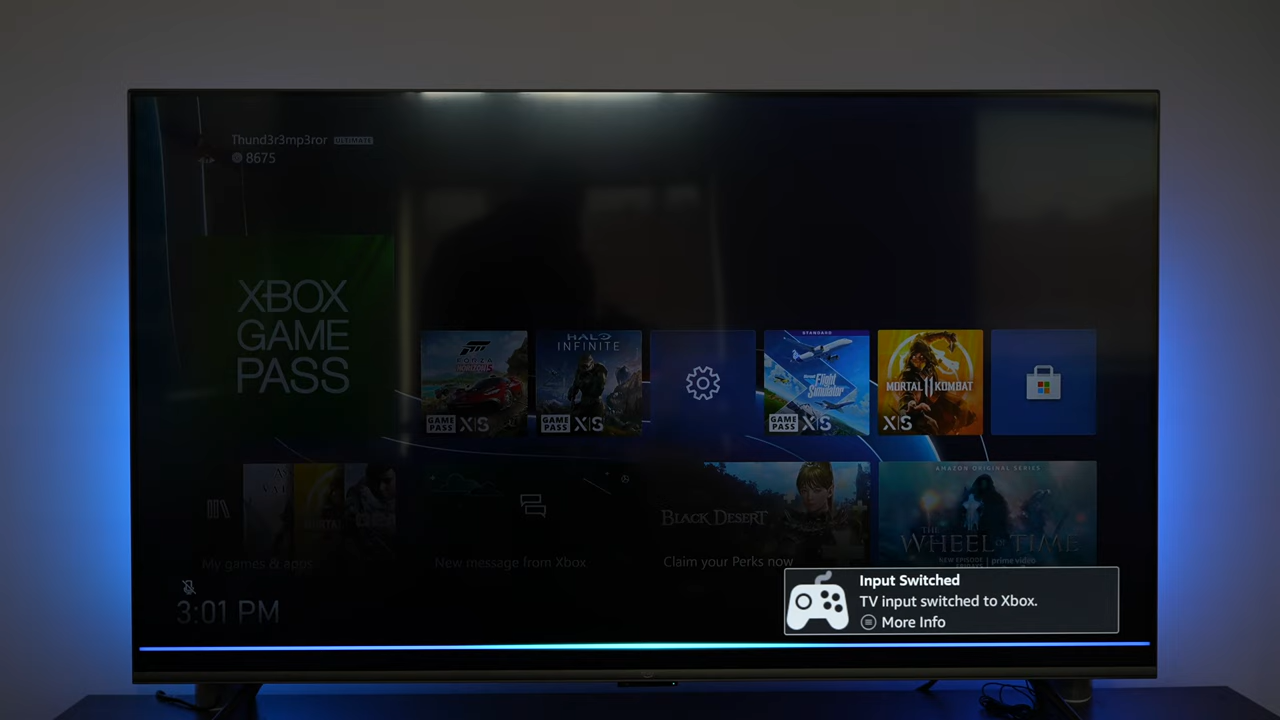 Thund3r3mp3ror ULTIMATE
8675
XBOX
GAME
PASS
FORZA
HORIZON 5
GAME
PASS X|S
HALO
INFINITE
GAME
PASS X|S
STANDARD
Microsoft
Flight
Simulator
GAME
PASS X|S
MORTAL 11 KOMBAT
X|S
My games & apps
New message from Xbox
BLACK DESERT
Claim your Perks now
AMAZON ORIGINAL SERIES
THE
WHEEL OF TIME
NEW EPISODE
FRIDAYS | prime video
3:01 PM
Input Switched
TV input switched to Xbox.
More Info